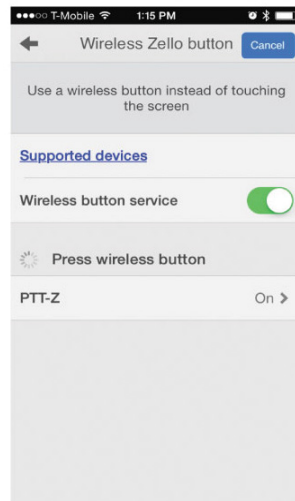 ●●●○○ T-Mobile 1:15 PM
Wireless Zello button Cancel
Use a wireless button instead of touching
the screen
Supported devices
Wireless button service
Press wireless button
PTT-Z On >